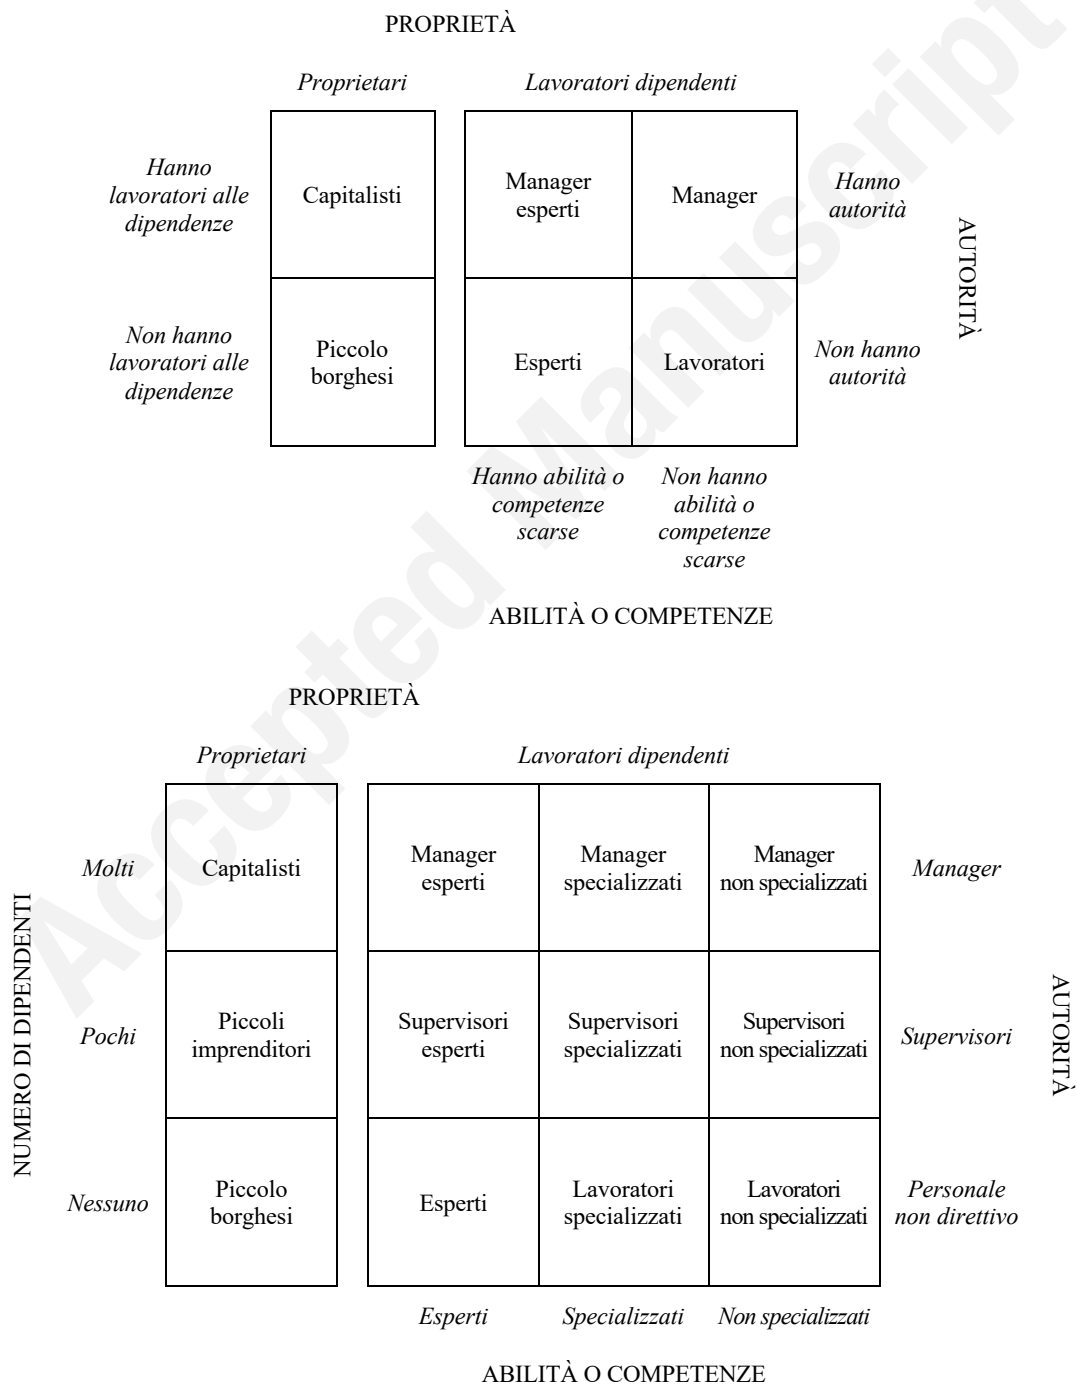 PROPRIETÀ
Proprietari
Lavoratori dipendenti
Hanno
lavoratori alle
dipendenze
Capitalisti
Manager
esperti
Manager
Hanno
autorità
AUTORITÀ
Non hanno
lavoratori alle
dipendenze
Piccolo
borghesi
Esperti
Lavoratori
Non hanno
autorità
Hanno abilità o
competenze
scarse
Non hanno
abilità o
competenze
scarse
ABILITÀ O COMPETENZE
PROPRIETÀ
Proprietari
Lavoratori dipendenti
NUMERO DI DIPENDENTI
Molti
Capitalisti
Manager
esperti
Manager
specializzati
Manager
non specializzati
Manager
AUTORITÀ
Pochi
Piccoli
imprenditori
Supervisori
esperti
Supervisori
specializzati
Supervisori
non specializzati
Supervisori
Nessuno
Piccolo
borghesi
Esperti
Lavoratori
specializzati
Lavoratori
non specializzati
Personale
non direttivo
Esperti
Specializzati
Non specializzati
ABILITÀ O COMPETENZE
Accepted Manuscript